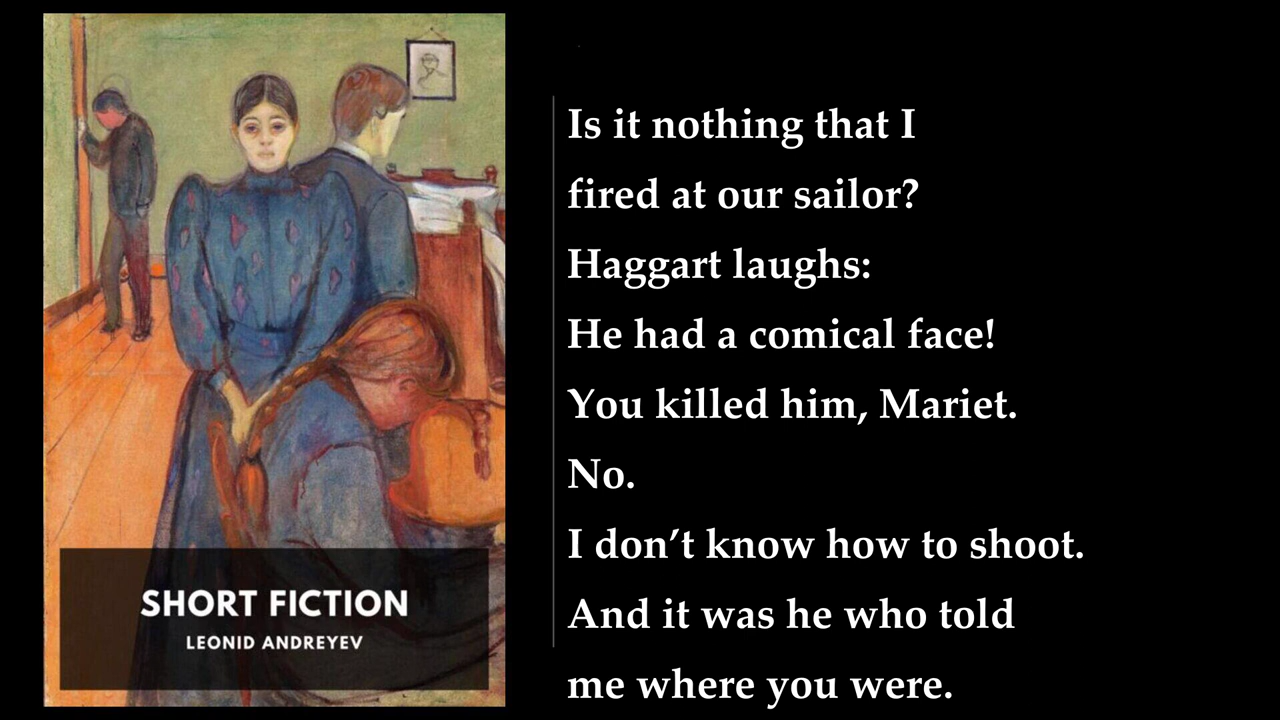 SHORT FICTION
LEONID ANDREYEV
Is it nothing that I
fired at our sailor?
Haggart laughs:
He had a comical face!
You killed him, Mariet.
No.
I don’t know how to shoot.
And it was he who told
me where you were.